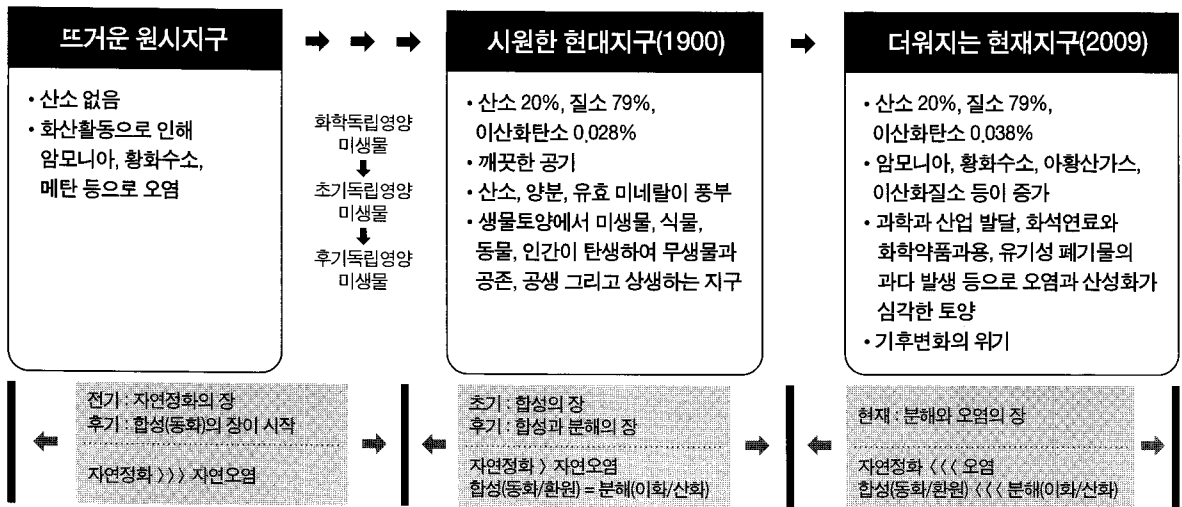 뜨거운 원시지구
• 산소 없음
• 화산활동으로 인해
암모니아, 황화수소,
메탄 등으로 오염
화학독립영양
미생물
초기독립영양
미생물
후기독립영양
미생물
시원한 현대지구(1900)
• 산소 20%, 질소 79%,
이산화탄소 0.028%
• 깨끗한 공기
• 산소, 양분, 유효 미네랄이 풍부
• 생물토양에서 미생물, 식물,
동물, 인간이 탄생하여 무생물과
공존, 공생 그리고 상생하는 지구
더워지는 현재지구(2009)
• 산소 20%, 질소 79%,
이산화탄소 0.038%
• 암모니아, 황화수소, 아황산가스,
이산화질소 등이 증가
• 과학과 산업 발달, 화석연료와
화학약품과용, 유기성 폐기물의
과다 발생 등으로 오염과 산성화가
심각한 토양
• 기후변화의 위기
전기 : 자연정화의 장
후기 : 합성(동화)의 장이 시작
자연정화 〉〉〉 자연오염
초기 : 합성의 장
후기 : 합성과 분해의 장
자연정화 〉 자연오염
합성(동화/환원) = 분해(이화/산화)
현재 : 분해와 오염의 장
자연정화 〈〈〈 오염
합성(동화/환원) 〈〈〈 분해(이화/산화)